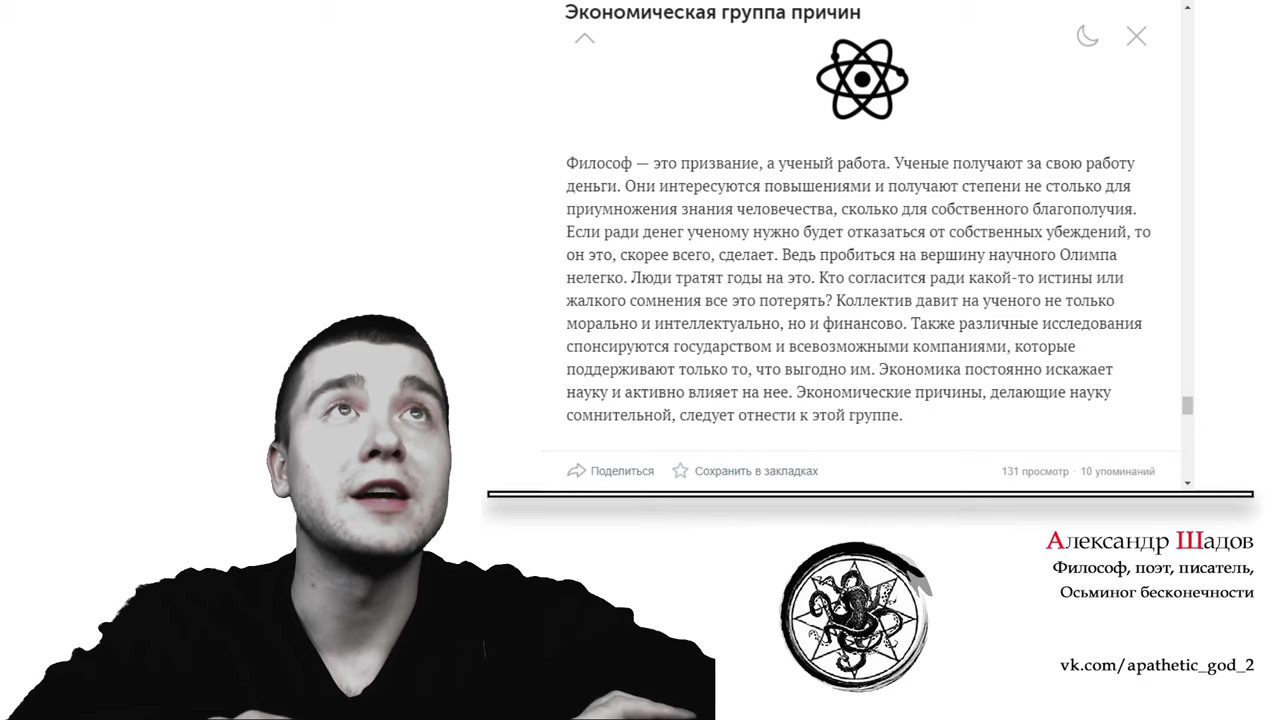 Экономическая группа причин
Философ — это призвание, а ученый работа. Ученые получают за свою работу
деньги. Они интересуются повышениями и получают степени не столько для
приумножения знания человечества, сколько для собственного благополучия.
Если ради денег ученому нужно будет отказаться от собственных убеждений, то
он это, скорее всего, сделает. Ведь пробиться на вершину научного Олимпа
нелегко. Люди тратят годы на это. Кто согласится ради какой-то истины или
жалкого сомнения все это потерять? Коллектив давит на ученого не только
морально и интеллектуально, но и финансово. Также различные исследования
спонсируются государством и всевозможными компаниями, которые
поддерживают только то, что выгодно им. Экономика постоянно искажает
науку и активно влияет на нее. Экономические причины, делающие науку
сомнительной, следует отнести к этой группе.
Поделиться Сохранить в закладках 131 просмотр · 10 упоминаний
Александр Шадов
Философ, поэт, писатель,
Осьминог бесконечности
vk.com/apathetic_god_2